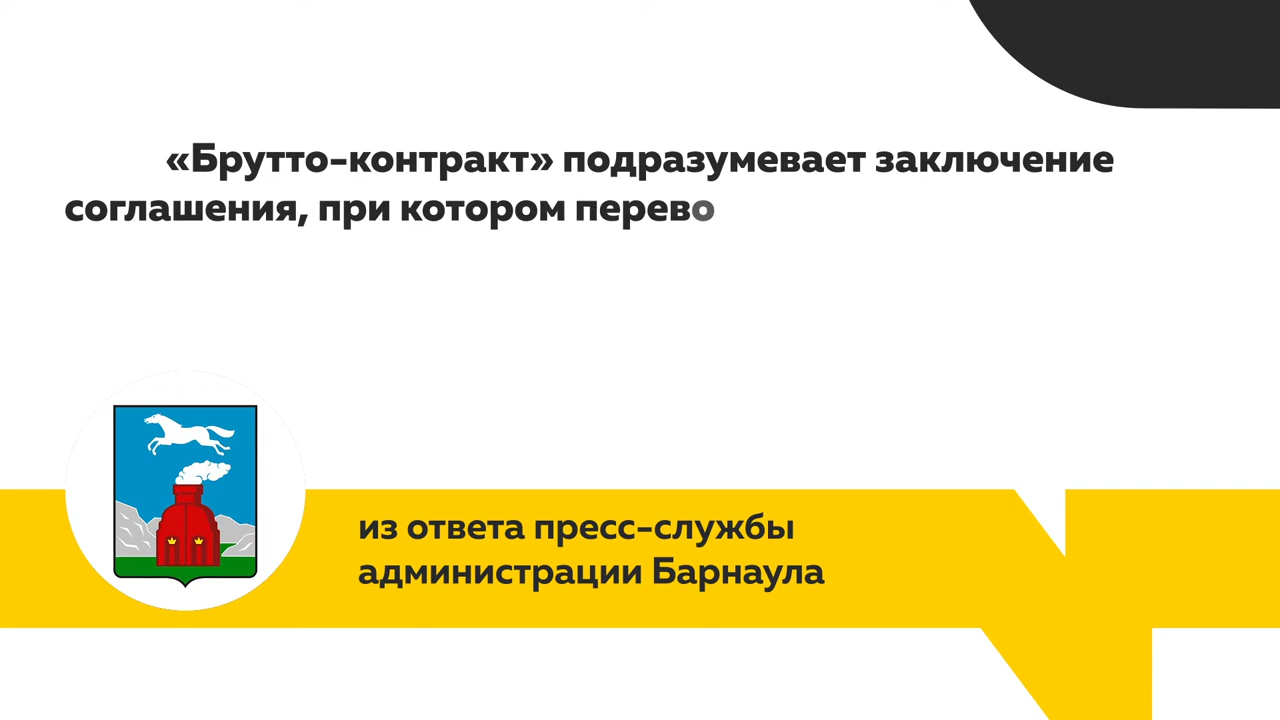 «Брутто-контракт» подразумевает заключение
соглашения, при котором перево
из ответа пресс-службы
администрации Барнаула